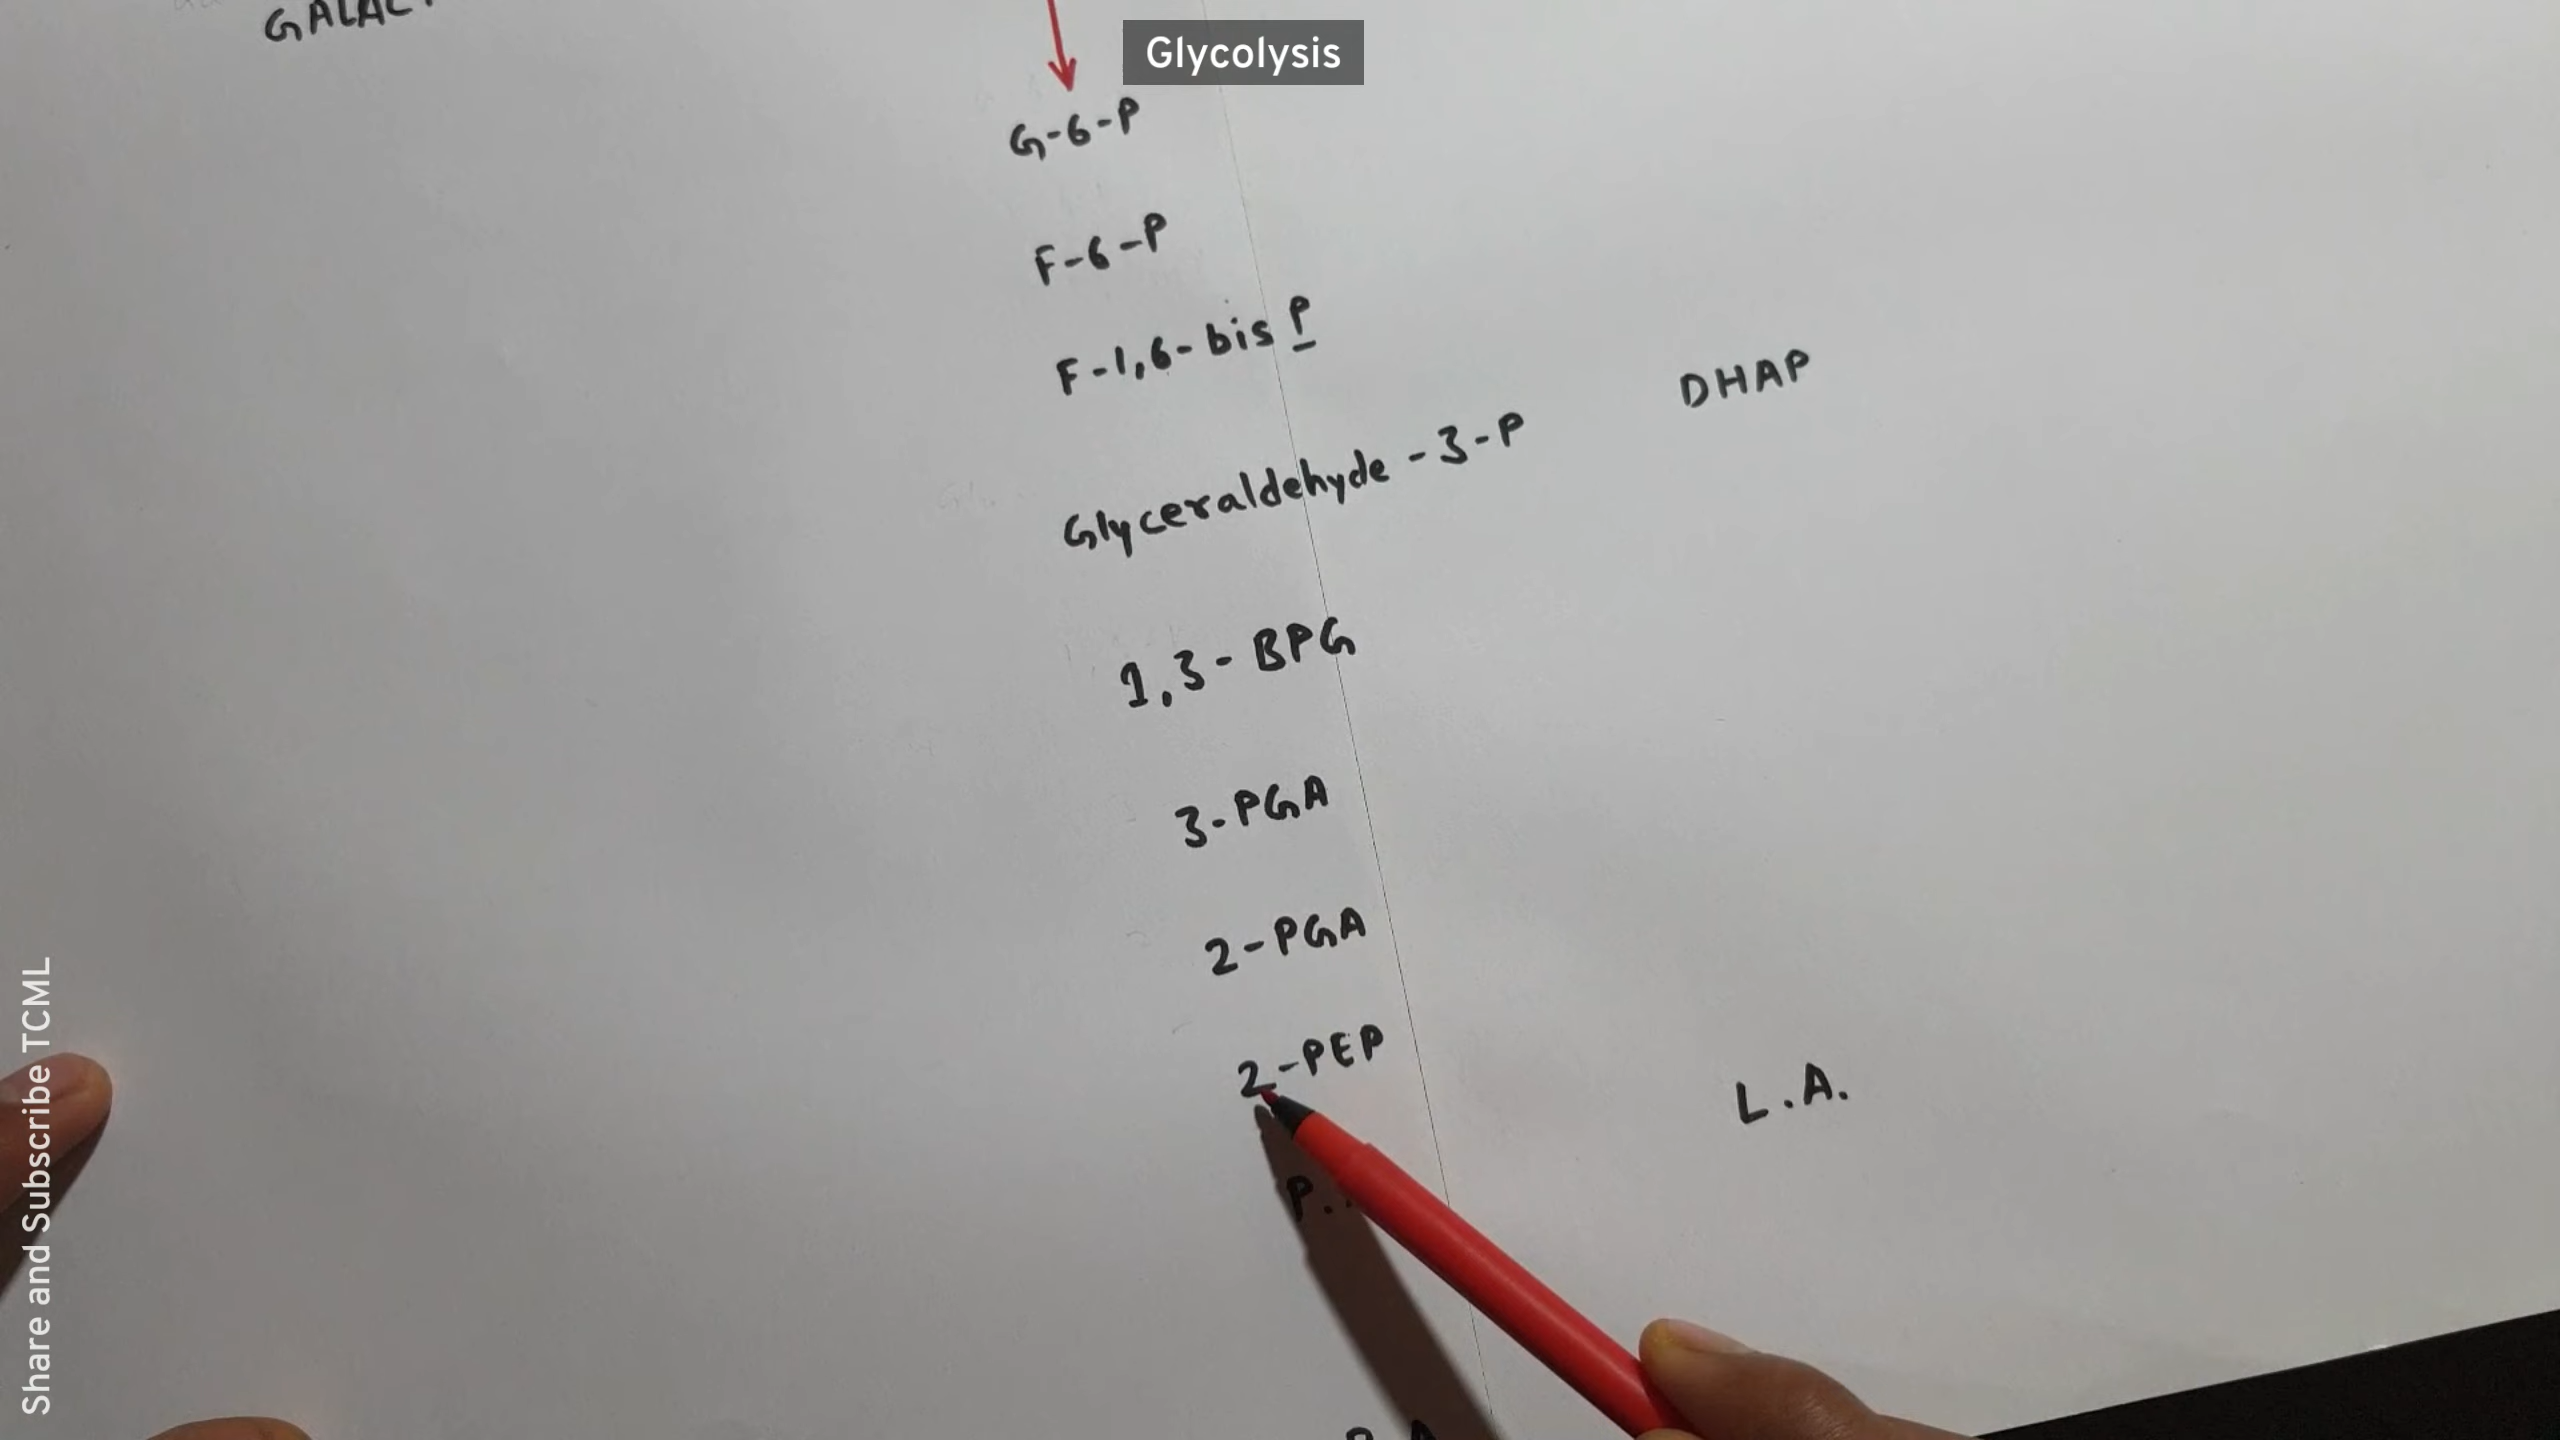 Glycolysis
G-6-P
F-6-P
F-1,6-bis P
DHAP
Glyceraldehyde-3-P
1,3-BPG
3-PGA
2-PGA
2-PEP
L.A.
Share and Subscribe TCML